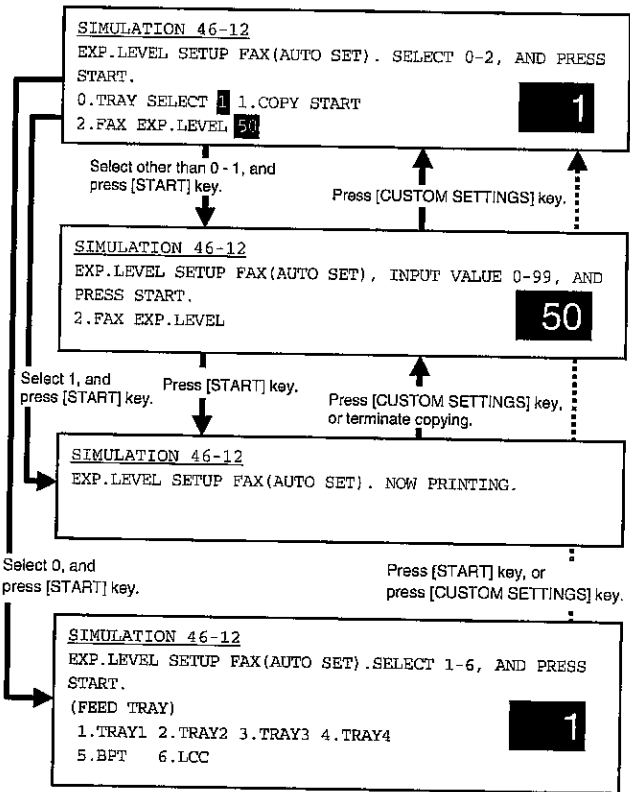 SIMULATION 46-12
EXP.LEVEL SETUP FAX(AUTO SET). SELECT 0-2, AND PRESS
START.
0.TRAY SELECT 1 1.COPY START
2.FAX EXP.LEVEL 50
1
Select other than 0 - 1, and
press [START] key.
Press [CUSTOM SETTINGS] key.
SIMULATION 46-12
EXP.LEVEL SETUP FAX(AUTO SET), INPUT VALUE 0-99, AND
PRESS START.
2.FAX EXP.LEVEL
50
Select 1, and
press [START] key.
Press [START] key.
Press [CUSTOM SETTINGS] key,
or terminate copying.
SIMULATION 46-12
EXP.LEVEL SETUP FAX(AUTO SET). NOW PRINTING.
Select 0, and
press [START] key.
Press [START] key, or
press [CUSTOM SETTINGS] key.
SIMULATION 46-12
EXP.LEVEL SETUP FAX(AUTO SET).SELECT 1-6, AND PRESS
START.
(FEED TRAY)
1.TRAY1 2.TRAY2 3.TRAY3 4.TRAY4
5.BPT 6.LCC
1